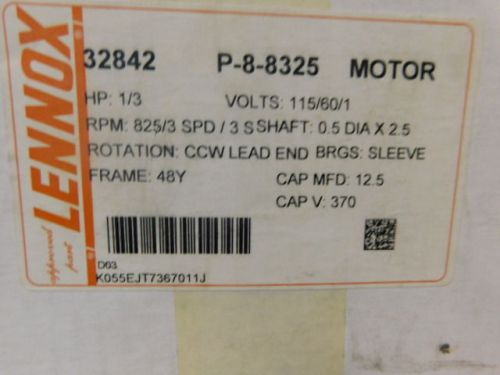 LENNOX
approved part
32842 P-8-8325 MOTOR
HP: 1/3 VOLTS: 115/60/1
RPM: 825/3 SPD / 3 S SHAFT: 0.5 DIA X 2.5
ROTATION: CCW LEAD END BRGS: SLEEVE
FRAME: 48Y CAP MFD: 12.5
CAP V: 370
D03
K055EJT7367011J